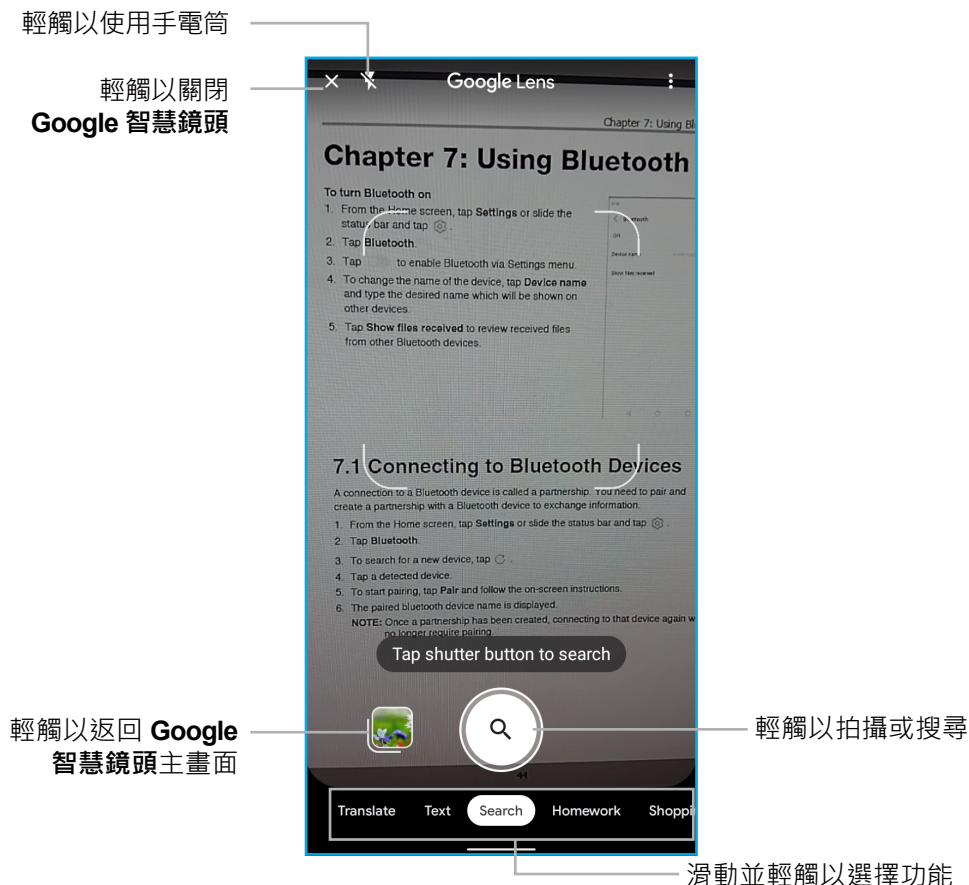 輕觸以使用手電筒
輕觸以關閉
Google 智慧鏡頭
Google Lens
Chapter 7: Using Bl
Chapter 7: Using Bluetooth
To turn Bluetooth on
1. From the Home screen, tap Settings or slide the
status bar and tap
2. Tap Bluetooth.
3. Tap to enable Bluetooth via Settings menu.
4. To change the name of the device, tap Device name
and type the desired name which will be shown on
other devices.
5. Tap Show files received to review received files
from other Bluetooth devices.
Bluetooth
Off
Device name
Show files received
7.1 Connecting to Bluetooth Devices
A connection to a Bluetooth device is called a partnership. You need to pair and
create a partnership with a Bluetooth device to exchange information.
1. From the Home screen, tap Settings or slide the status bar and tap .
2. Tap Bluetooth.
3. To search for a new device, tap .
4. Tap a detected device.
5. To start pairing, tap Pair and follow the on-screen instructions.
6. The paired bluetooth device name is displayed.
NOTE: Once a partnership has been created, connecting to that device again w
no longer require pairing.
Tap shutter button to search
輕觸以返回 Google
智慧鏡頭主畫面
輕觸以拍攝或搜尋
44
Translate Text Search Homework Shoppi
滑動並輕觸以選擇功能